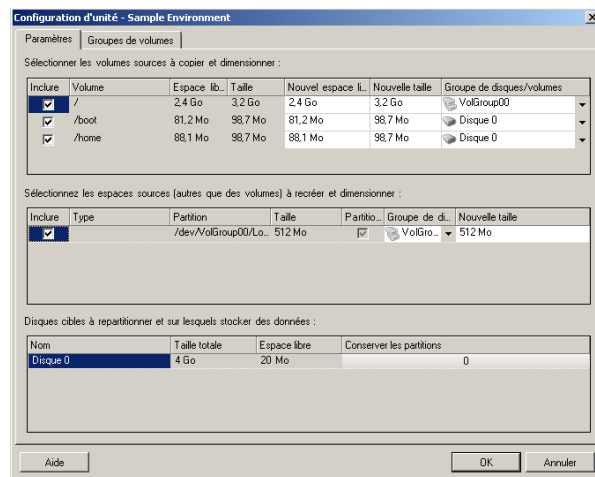 Configuration d'unité - Sample Environment
Paramètres Groupes de volumes
Sélectionner les volumes sources à copier et dimensionner :
Inclure Volume Espace lib... Taille Nouvel espace li... Nouvelle taille Groupe de disques/volumes
/ 2,4 Go 3,2 Go 2,4 Go 3,2 Go VolGroup00
/boot 81,2 Mo 98,7 Mo 81,2 Mo 98,7 Mo Disque 0
/home 88,1 Mo 98,7 Mo 88,1 Mo 98,7 Mo Disque 0
Sélectionnez les espaces sources (autres que des volumes) à recréer et dimensionner :
Inclure Type Partition Taille Partitio... Groupe de di... Nouvelle taille
/dev/VolGroup00/Lo... 512 Mo VolGro... 512 Mo
Disques cibles à repartitionner et sur lesquels stocker des données :
Nom Taille totale Espace libre Conserver les partitions
Disque 0 4 Go 20 Mo 0
Aide OK Annuler